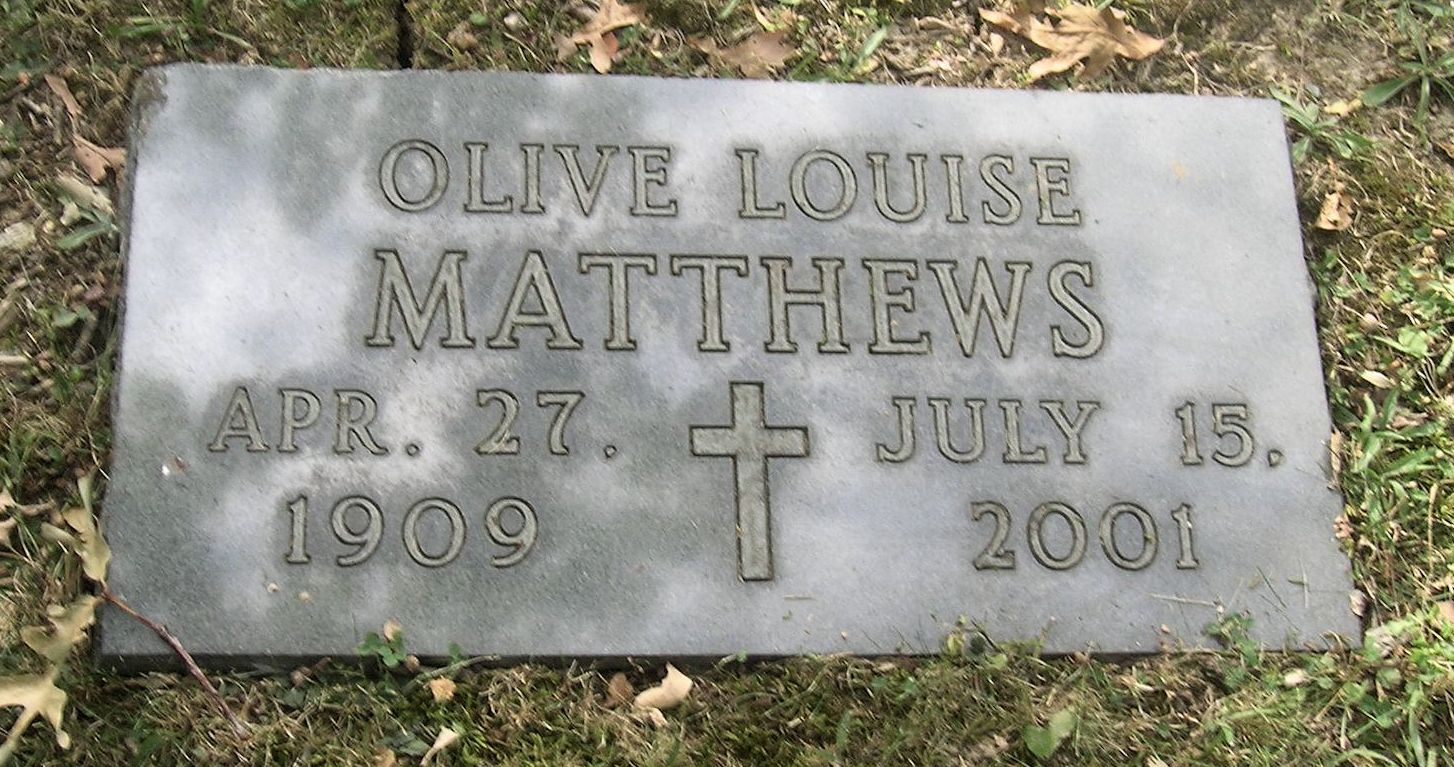 OLIVE LOUISE
MATTHEWS
APR. 27, JULY 15,
1909 2001